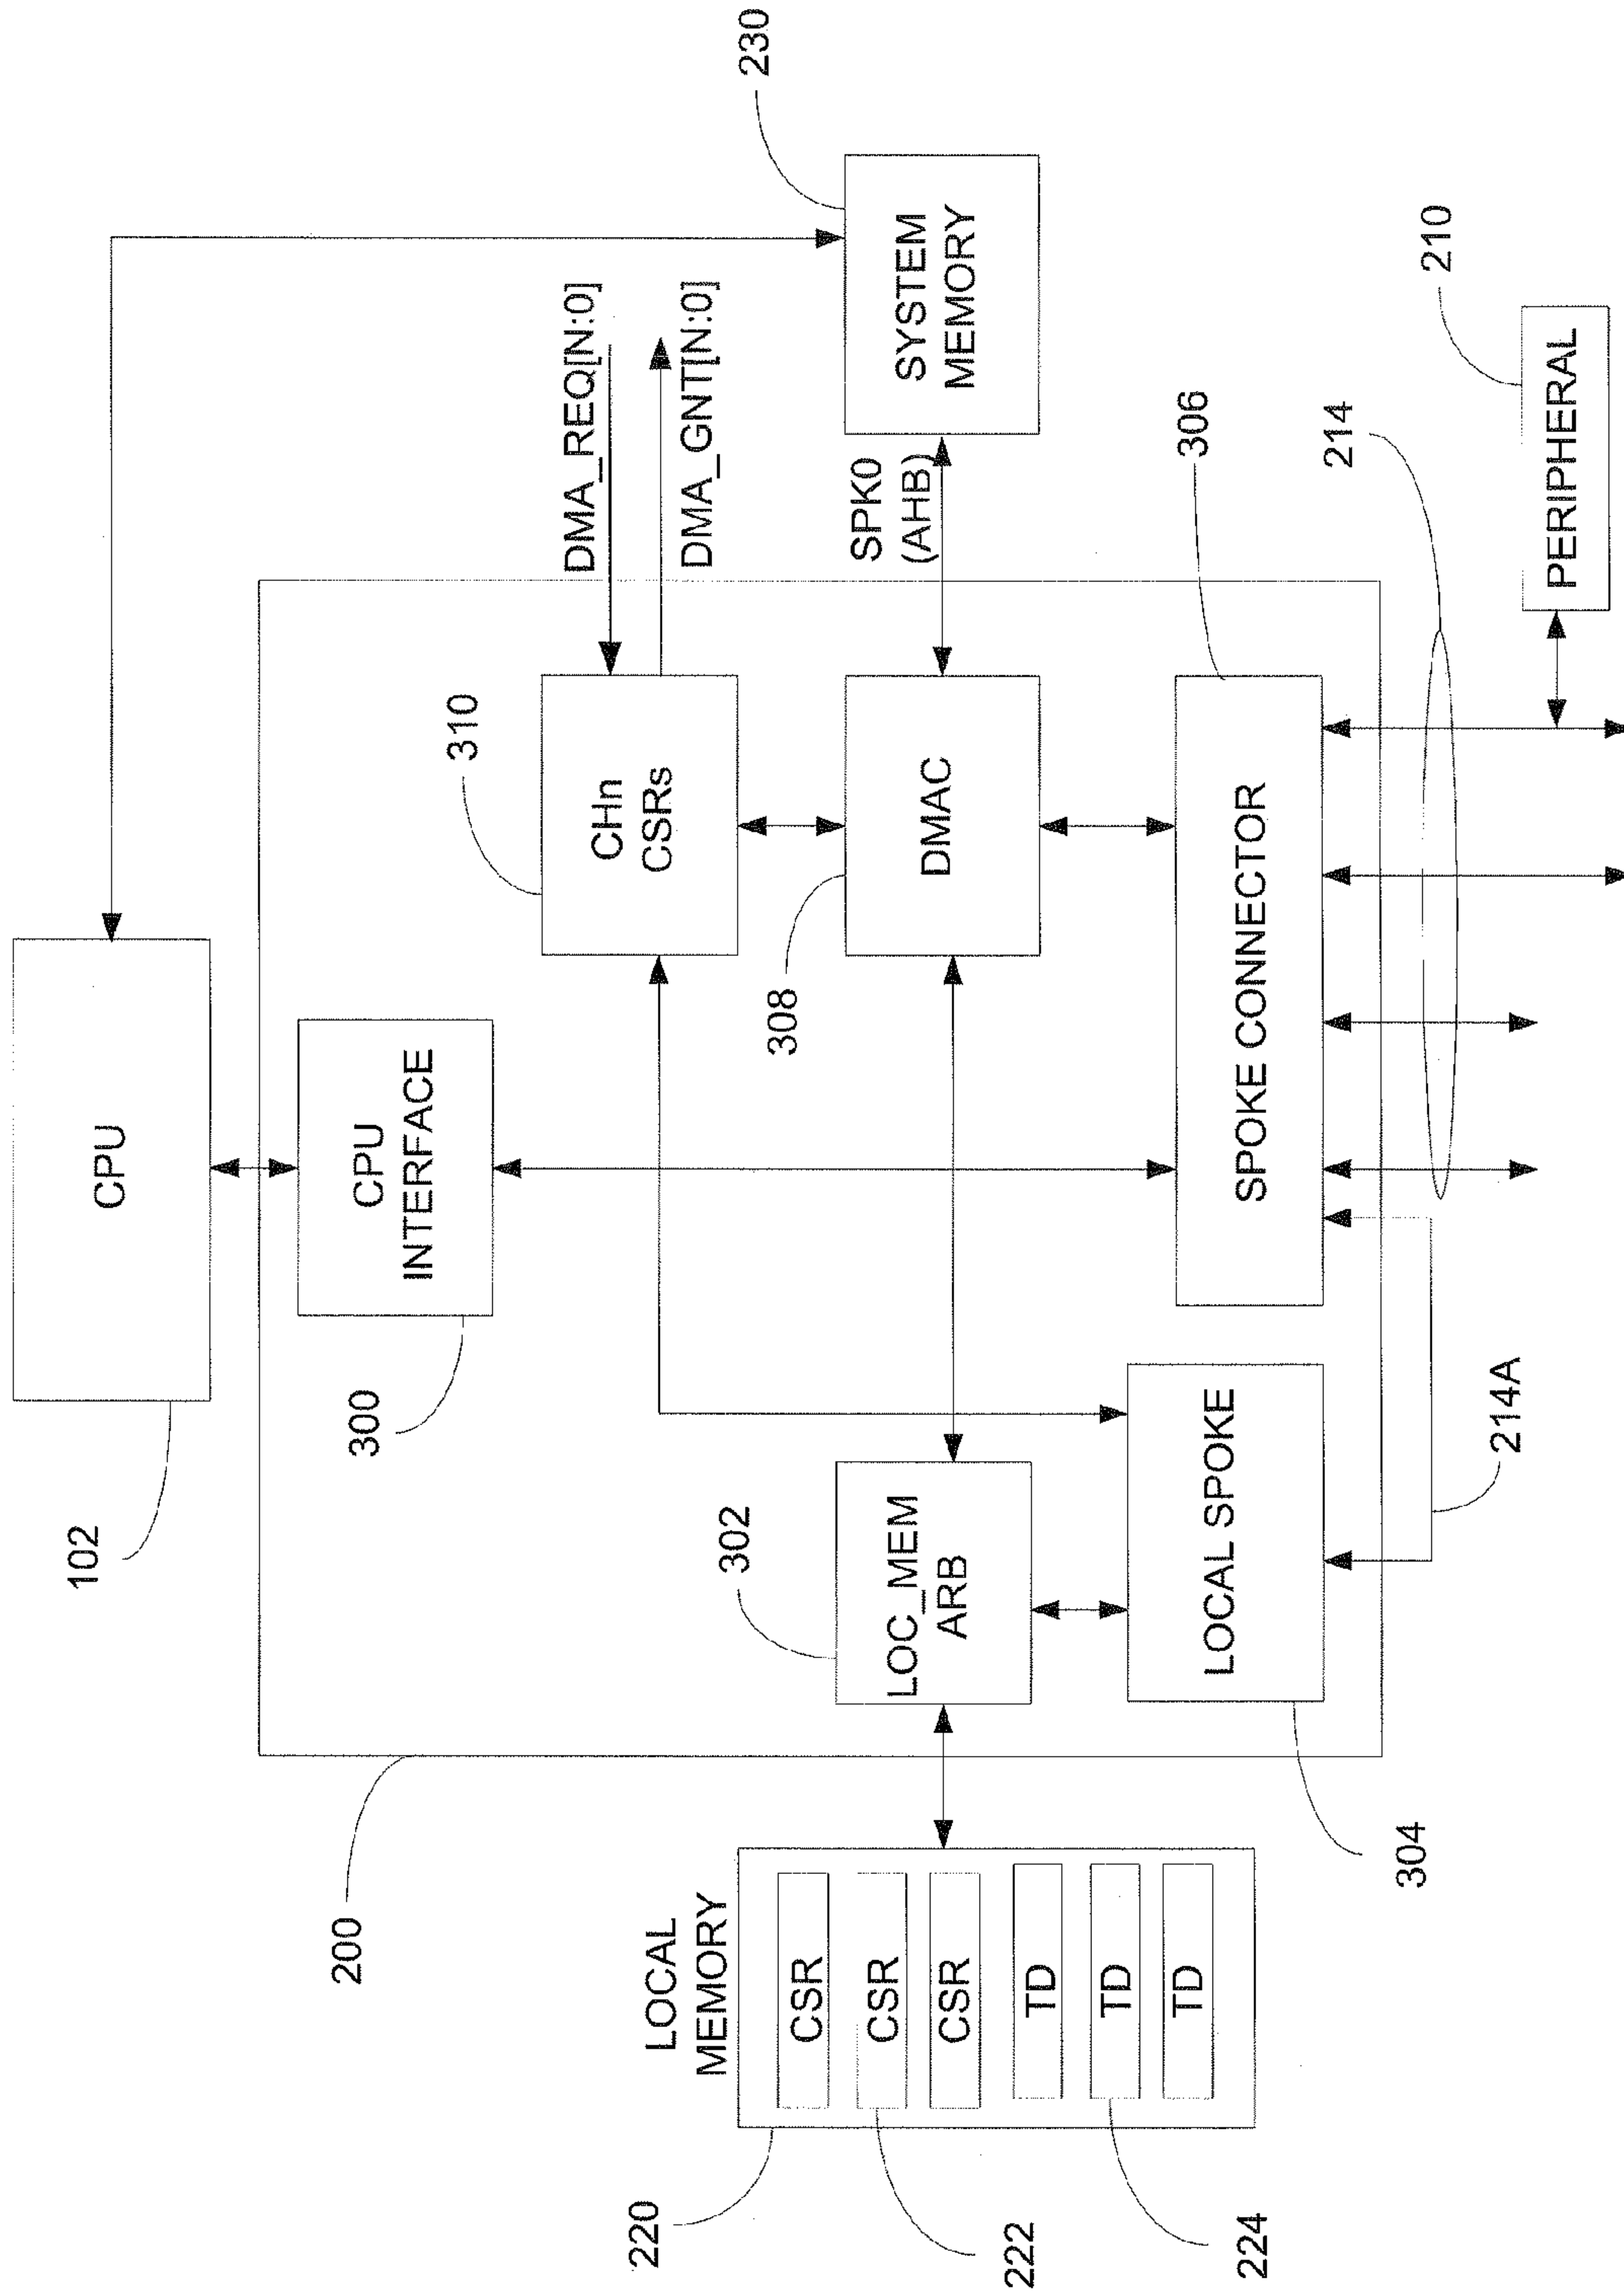 102
CPU
200
300
CPU
INTERFACE
310
CHn
CSRs
DMA_REQ[N:0]
DMA_GNT[N:0]
230
SYSTEM
MEMORY
SPK0
(AHB)
308
DMAC
302
LOC_MEM
ARB
LOCAL
MEMORY
220
CSR
CSR
CSR
222
TD
TD
TD
224
304
LOCAL SPOKE
214A
306
SPOKE CONNECTOR
214
210
PERIPHERAL